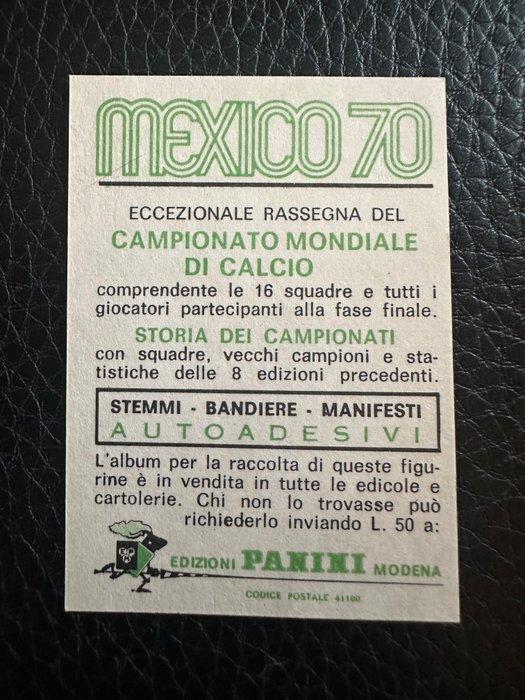 MEXICO 70
ECCEZIONALE RASSEGNA DEL
CAMPIONATO MONDIALE
DI CALCIO
comprendente le 16 squadre e tutti i
giocatori partecipanti alla fase finale.
STORIA DEI CAMPIONATI
con squadre, vecchi campioni e sta-
tistiche delle 8 edizioni precedenti.
STEMMI - BANDIERE - MANIFESTI
AUTOADESIVI
L'album per la raccolta di queste figu-
rine è in vendita in tutte le edicole e
cartolerie. Chi non lo trovasse può
richiederlo inviando L. 50 a:
EDIZIONI PANINI MODENA
CODICE POSTALE 41100